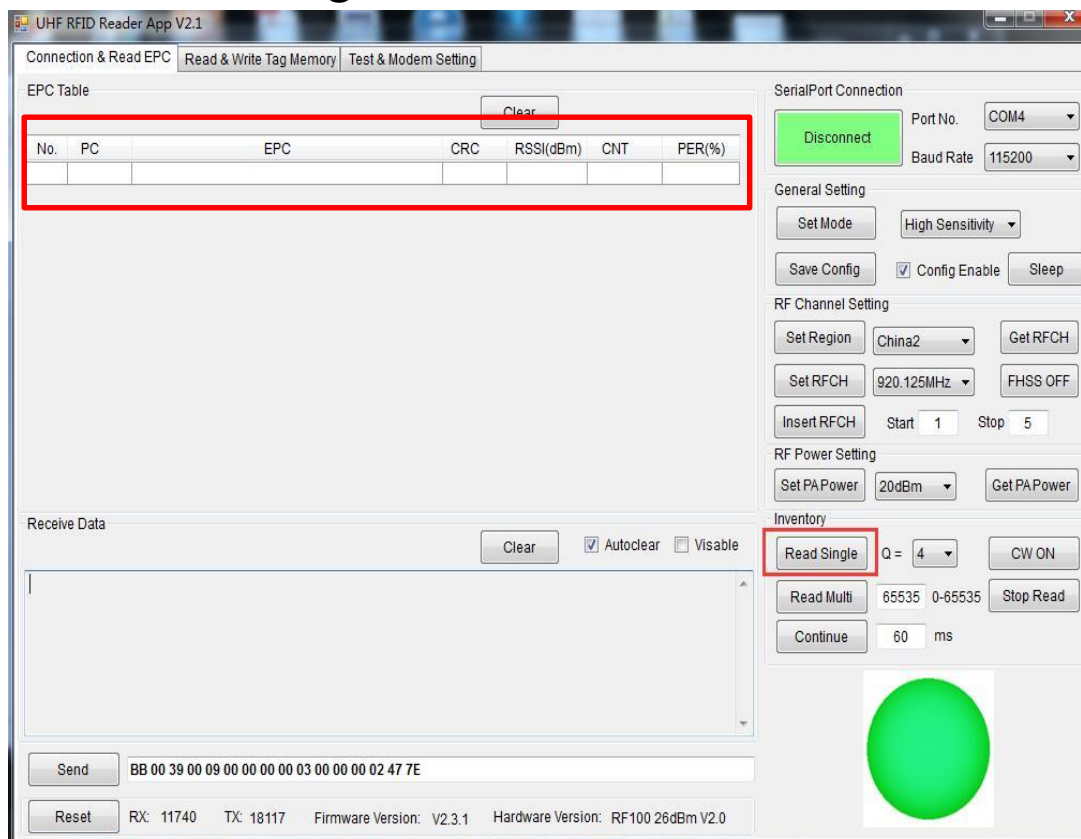 UHF RFID Reader App V2.1
Connection & Read EPC Read & Write Tag Memory Test & Modem Setting
EPC Table
Clear
No. PC EPC CRC RSSI(dBm) CNT PER(%)
Receive Data
Clear Autoclear Visable
Send BB 00 39 00 09 00 00 00 00 03 00 00 00 02 47 7E
Reset RX: 11740 TX: 18117 Firmware Version: V2.3.1 Hardware Version: RF100 26dBm V2.0
SerialPort Connection
Disconnect
Port No. COM4
Baud Rate 115200
General Setting
Set Mode High Sensitivity
Save Config Config Enable Sleep
RF Channel Setting
Set Region China2 Get RFCH
Set RFCH 920.125MHz FHSS OFF
Insert RFCH Start 1 Stop 5
RF Power Setting
Set PA Power 20dBm Get PA Power
Inventory
Read Single Q = 4 CW ON
Read Multi 65535 0-65535 Stop Read
Continue 60 ms